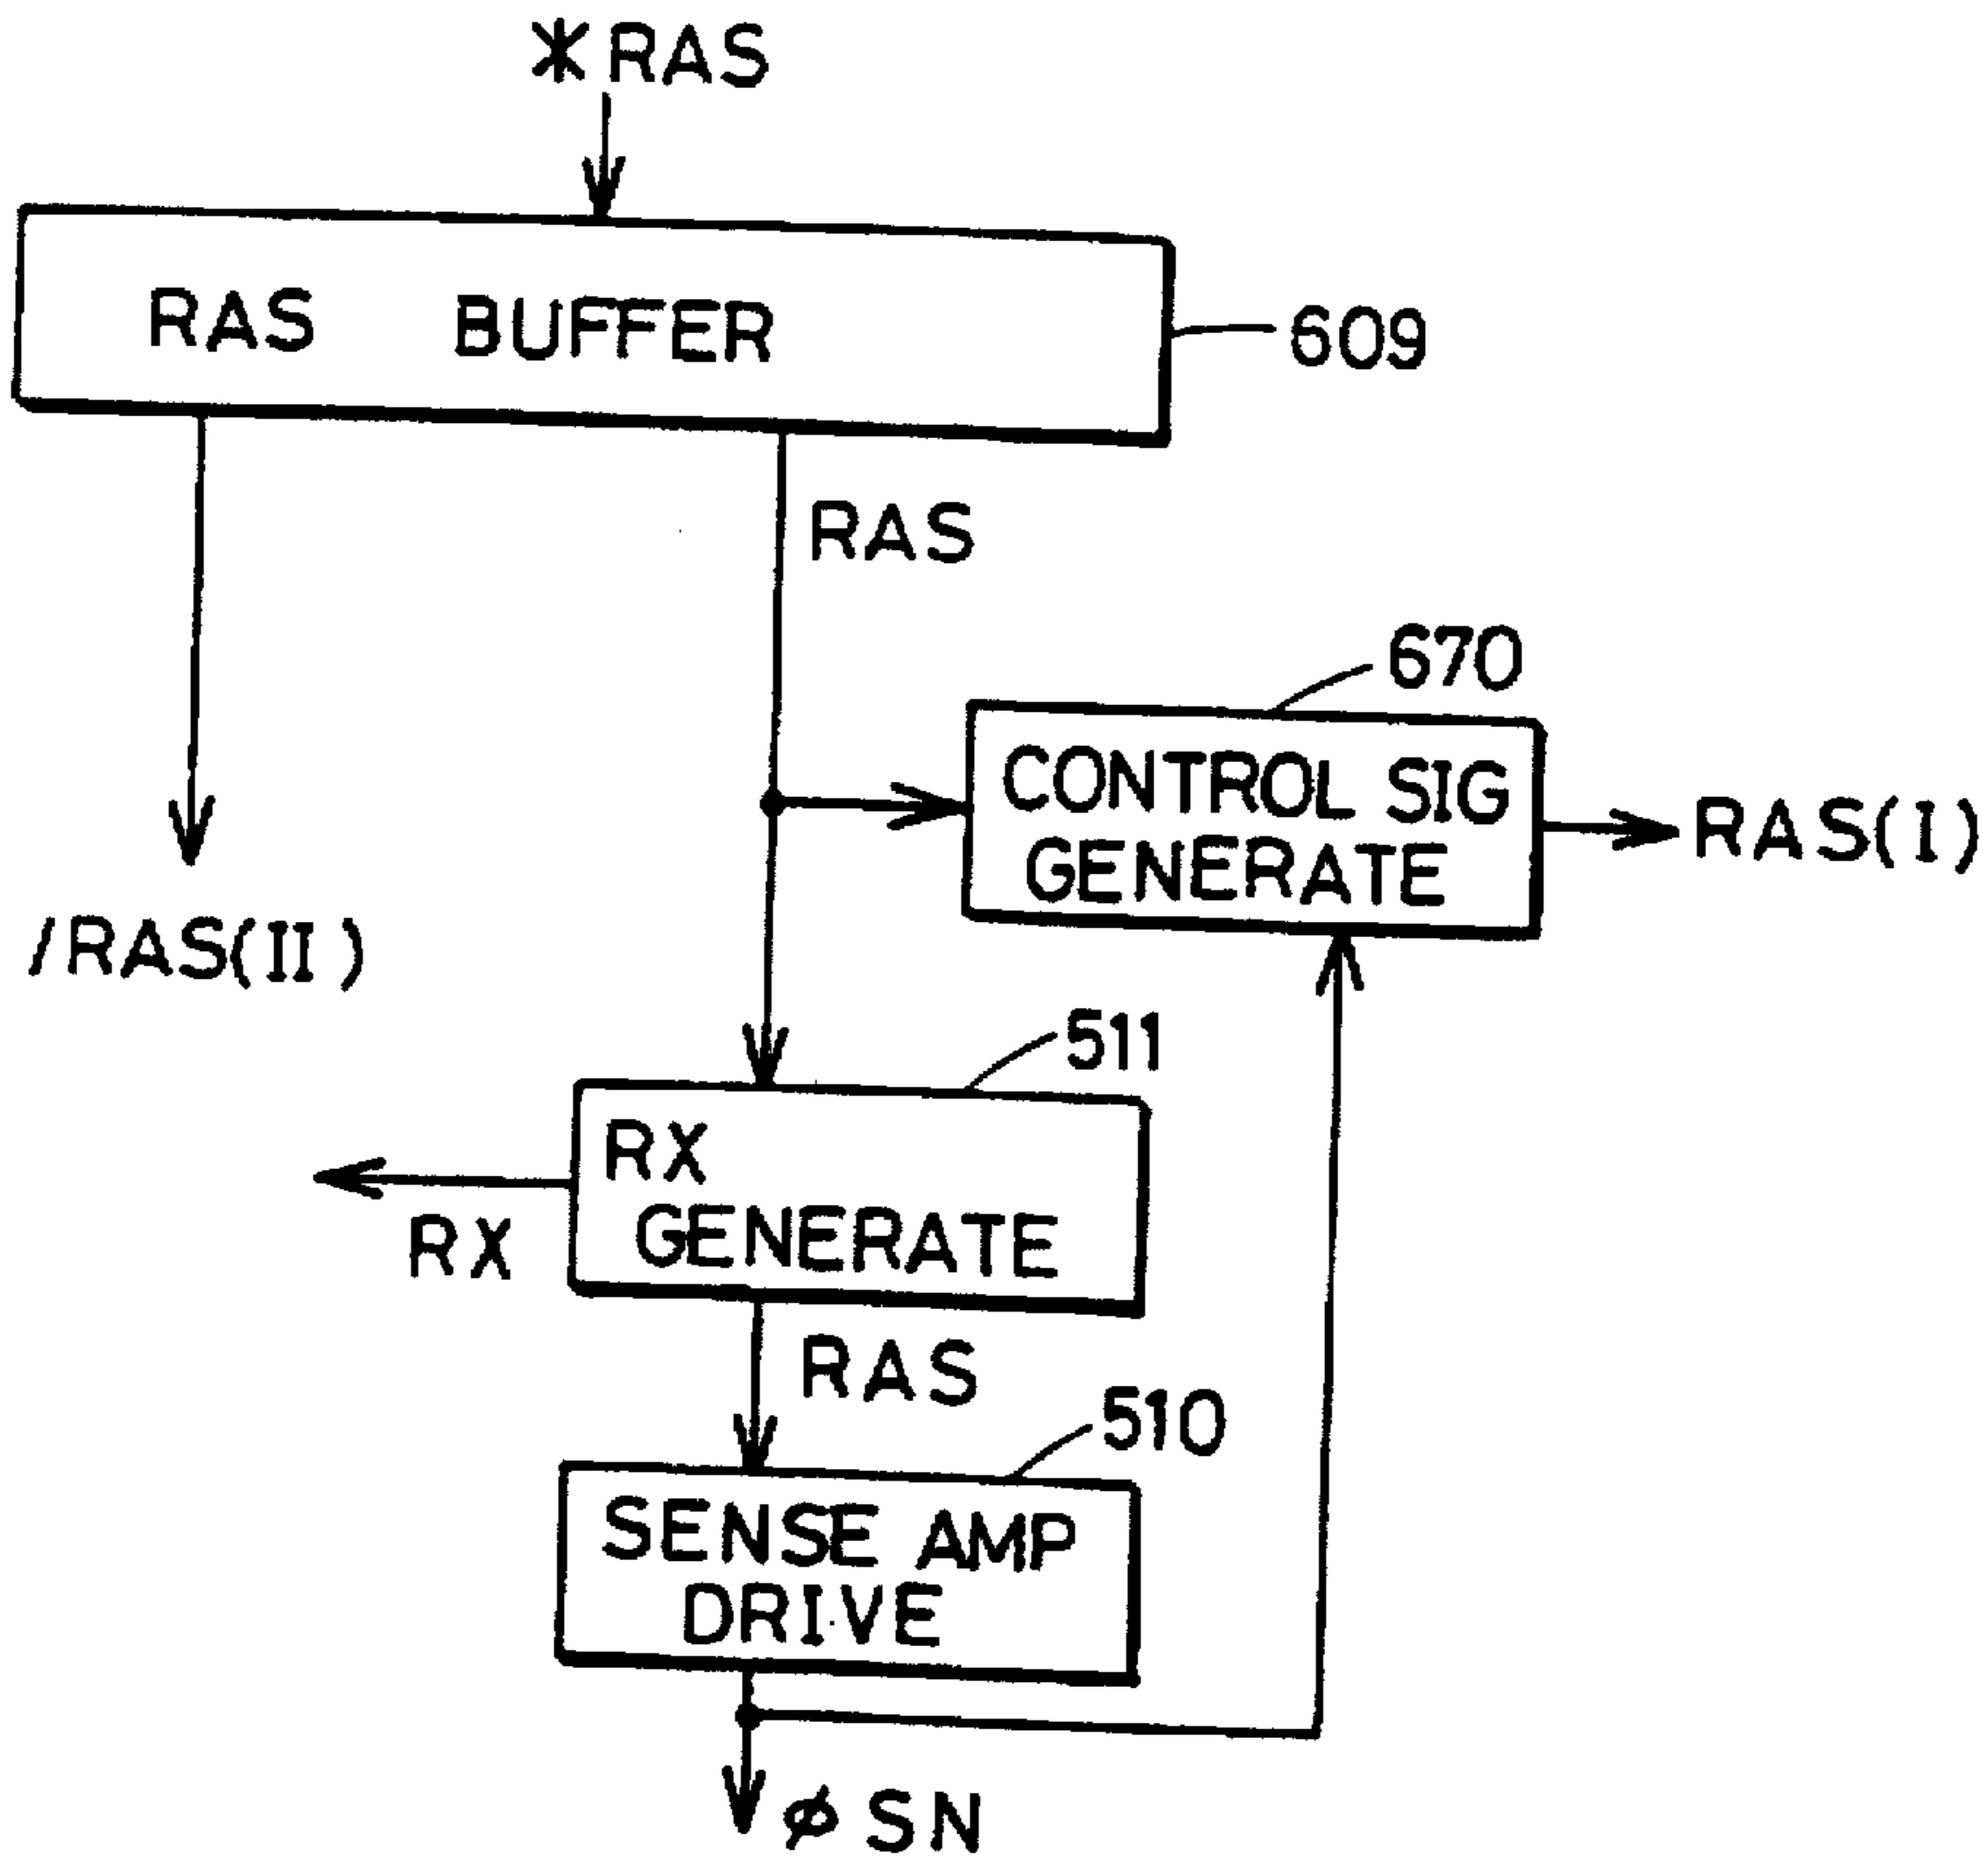 *RAS
RAS BUFFER
609
RAS
670
CONTROL SIG
GENERATE
RAS(I)
/RAS(II)
511
RX
GENERATE
RX
RAS
510
SENSE AMP
DRIVE
φSN